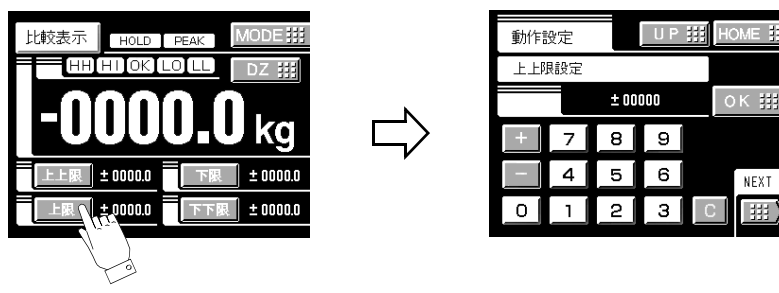 比較表示 HOLD PEAK MODE
HH HI OK LO LL DZ
-0000.0 kg
上上限 ±0000.0 下限 ±0000.0
上限 ±0000.0 下下限 ±0000.0
動作設定 UP HOME
上上限設定
±00000 OK
+ 7 8 9
- 4 5 6
NEXT
0 1 2 3 C